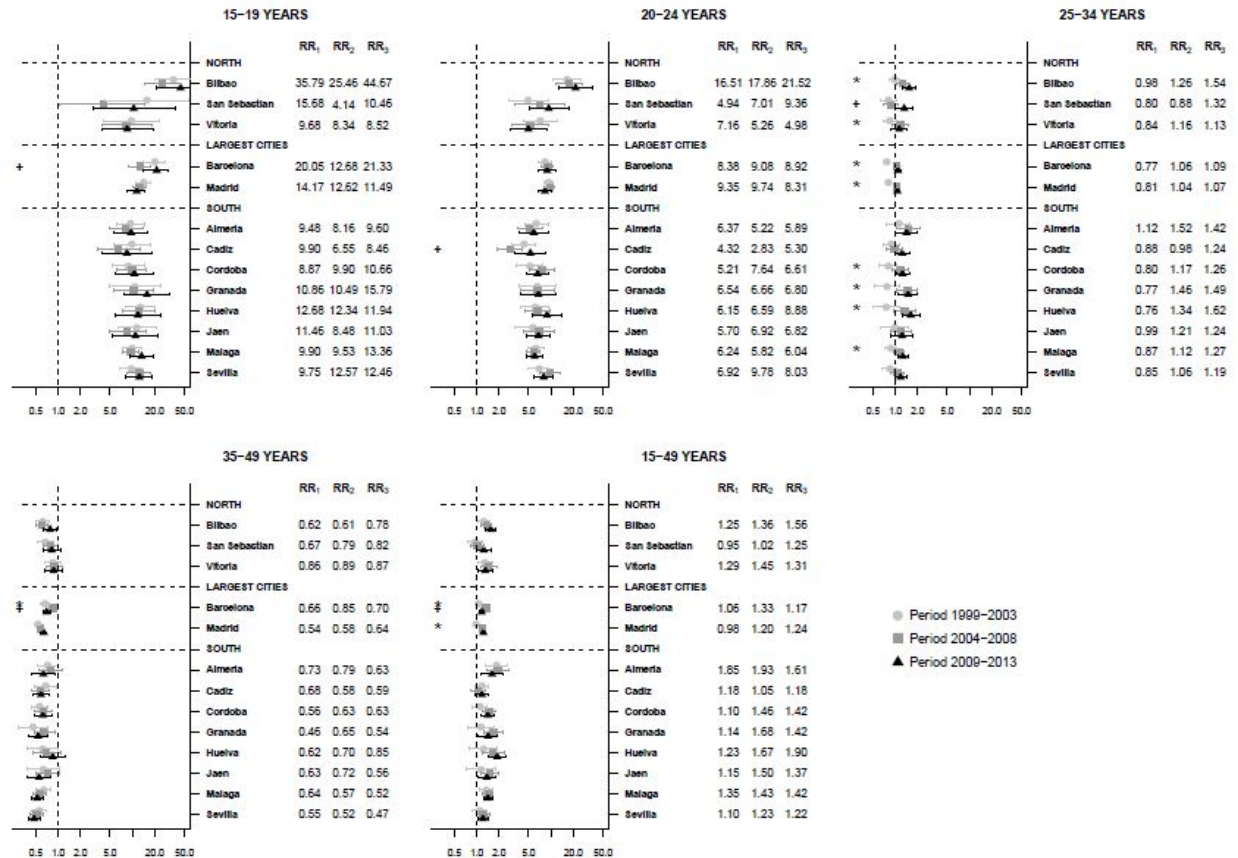 15−19 YEARS
RR₁ RR₂ RR₃
NORTH
Bilbao 35.79 25.46 44.67
San Sebastian 15.68 4.14 10.46
Vitoria 9.68 8.34 8.52
LARGEST CITIES
+ Barcelona 20.05 12.68 21.33
Madrid 14.17 12.62 11.49
SOUTH
Almeria 9.48 8.16 9.60
Cadiz 9.90 6.55 8.46
Cordoba 8.87 9.90 10.66
Granada 10.86 10.49 15.79
Huelva 12.68 12.34 11.94
Jaen 11.46 8.48 11.03
Malaga 9.90 9.53 13.36
Sevilla 9.75 12.57 12.46
0.5 1.0 2.0 5.0 20.0 50.0
20−24 YEARS
RR₁ RR₂ RR₃
NORTH
Bilbao 16.51 17.86 21.52
San Sebastian 4.94 7.01 9.36
Vitoria 7.16 5.26 4.98
LARGEST CITIES
Barcelona 8.38 9.08 8.92
Madrid 9.35 9.74 8.31
SOUTH
Almeria 6.37 5.22 5.89
+ Cadiz 4.32 2.83 5.30
Cordoba 5.21 7.64 6.61
Granada 6.54 6.66 6.80
Huelva 6.15 6.59 8.88
Jaen 5.70 6.92 6.82
Malaga 6.24 5.82 6.04
Sevilla 6.92 9.78 8.03
0.5 1.0 2.0 5.0 20.0 50.0
25−34 YEARS
RR₁ RR₂ RR₃
NORTH
* Bilbao 0.98 1.26 1.54
+ San Sebastian 0.80 0.88 1.32
* Vitoria 0.84 1.16 1.13
LARGEST CITIES
* Barcelona 0.77 1.06 1.09
* Madrid 0.81 1.04 1.07
SOUTH
Almeria 1.12 1.52 1.42
Cadiz 0.88 0.98 1.24
* Cordoba 0.80 1.17 1.26
* Granada 0.77 1.46 1.49
* Huelva 0.76 1.34 1.62
Jaen 0.99 1.21 1.24
* Malaga 0.87 1.12 1.27
Sevilla 0.85 1.06 1.19
0.5 1.0 2.0 5.0 20.0 50.0
35−49 YEARS
RR₁ RR₂ RR₃
NORTH
Bilbao 0.62 0.61 0.78
San Sebastian 0.67 0.79 0.82
Vitoria 0.86 0.89 0.87
LARGEST CITIES
* + Barcelona 0.66 0.85 0.70
Madrid 0.54 0.58 0.64
SOUTH
Almeria 0.73 0.79 0.63
Cadiz 0.68 0.58 0.59
Cordoba 0.56 0.63 0.63
Granada 0.46 0.65 0.54
Huelva 0.62 0.70 0.85
Jaen 0.63 0.72 0.56
Malaga 0.64 0.57 0.52
Sevilla 0.55 0.52 0.47
0.5 1.0 2.0 5.0 20.0 50.0
15−49 YEARS
RR₁ RR₂ RR₃
NORTH
Bilbao 1.25 1.36 1.56
San Sebastian 0.95 1.02 1.25
Vitoria 1.29 1.45 1.31
LARGEST CITIES
* + Barcelona 1.06 1.33 1.17
* Madrid 0.98 1.20 1.24
SOUTH
Almeria 1.85 1.93 1.61
Cadiz 1.18 1.05 1.18
Cordoba 1.10 1.46 1.42
Granada 1.14 1.68 1.42
Huelva 1.23 1.67 1.90
Jaen 1.15 1.50 1.37
Malaga 1.35 1.43 1.42
Sevilla 1.10 1.23 1.22
0.5 1.0 2.0 5.0 20.0 50.0
Period 1999−2003
Period 2004−2008
Period 2009−2013